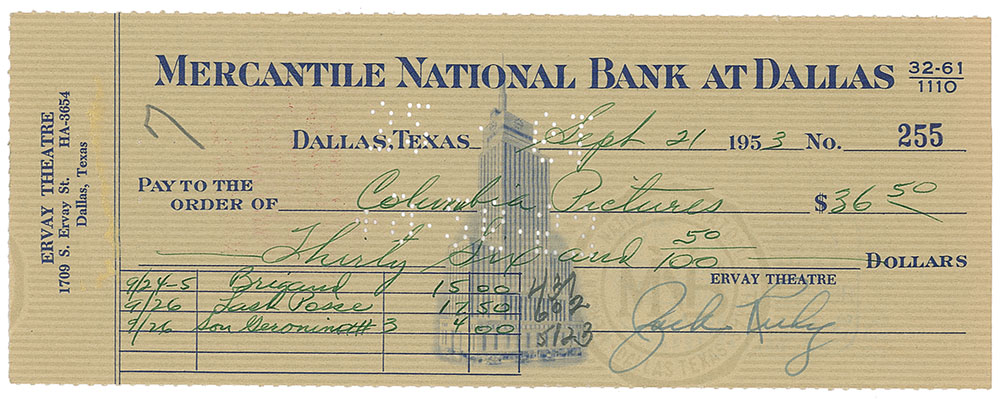 MERCANTILE NATIONAL BANK AT DALLAS 32-61/1110
DALLAS, TEXAS Sept 21 1953 No. 255
PAY TO THE ORDER OF Columbia Pictures $36 50
Thirty Six and 50/100 DOLLARS
ERVAY THEATRE
9/24-5 Brigand 15 00 437
9/26 Last Posse 17 50 602
9/26 Son Geronimo # 3 4 00 5123
Jack Ruby
ERVAY THEATRE
1709 S. Ervay St. HA-3654
Dallas, Texas